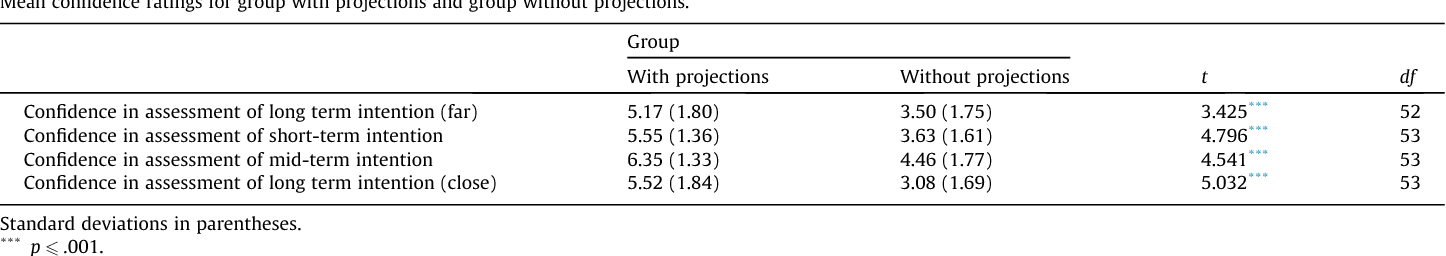 Mean confidence ratings for group with projections and group without projections.
Group
With projections Without projections t df
Confidence in assessment of long term intention (far) 5.17 (1.80) 3.50 (1.75) 3.425*** 52
Confidence in assessment of short-term intention 5.55 (1.36) 3.63 (1.61) 4.796*** 53
Confidence in assessment of mid-term intention 6.35 (1.33) 4.46 (1.77) 4.541*** 53
Confidence in assessment of long term intention (close) 5.52 (1.84) 3.08 (1.69) 5.032*** 53
Standard deviations in parentheses.
*** p ⩽ .001.